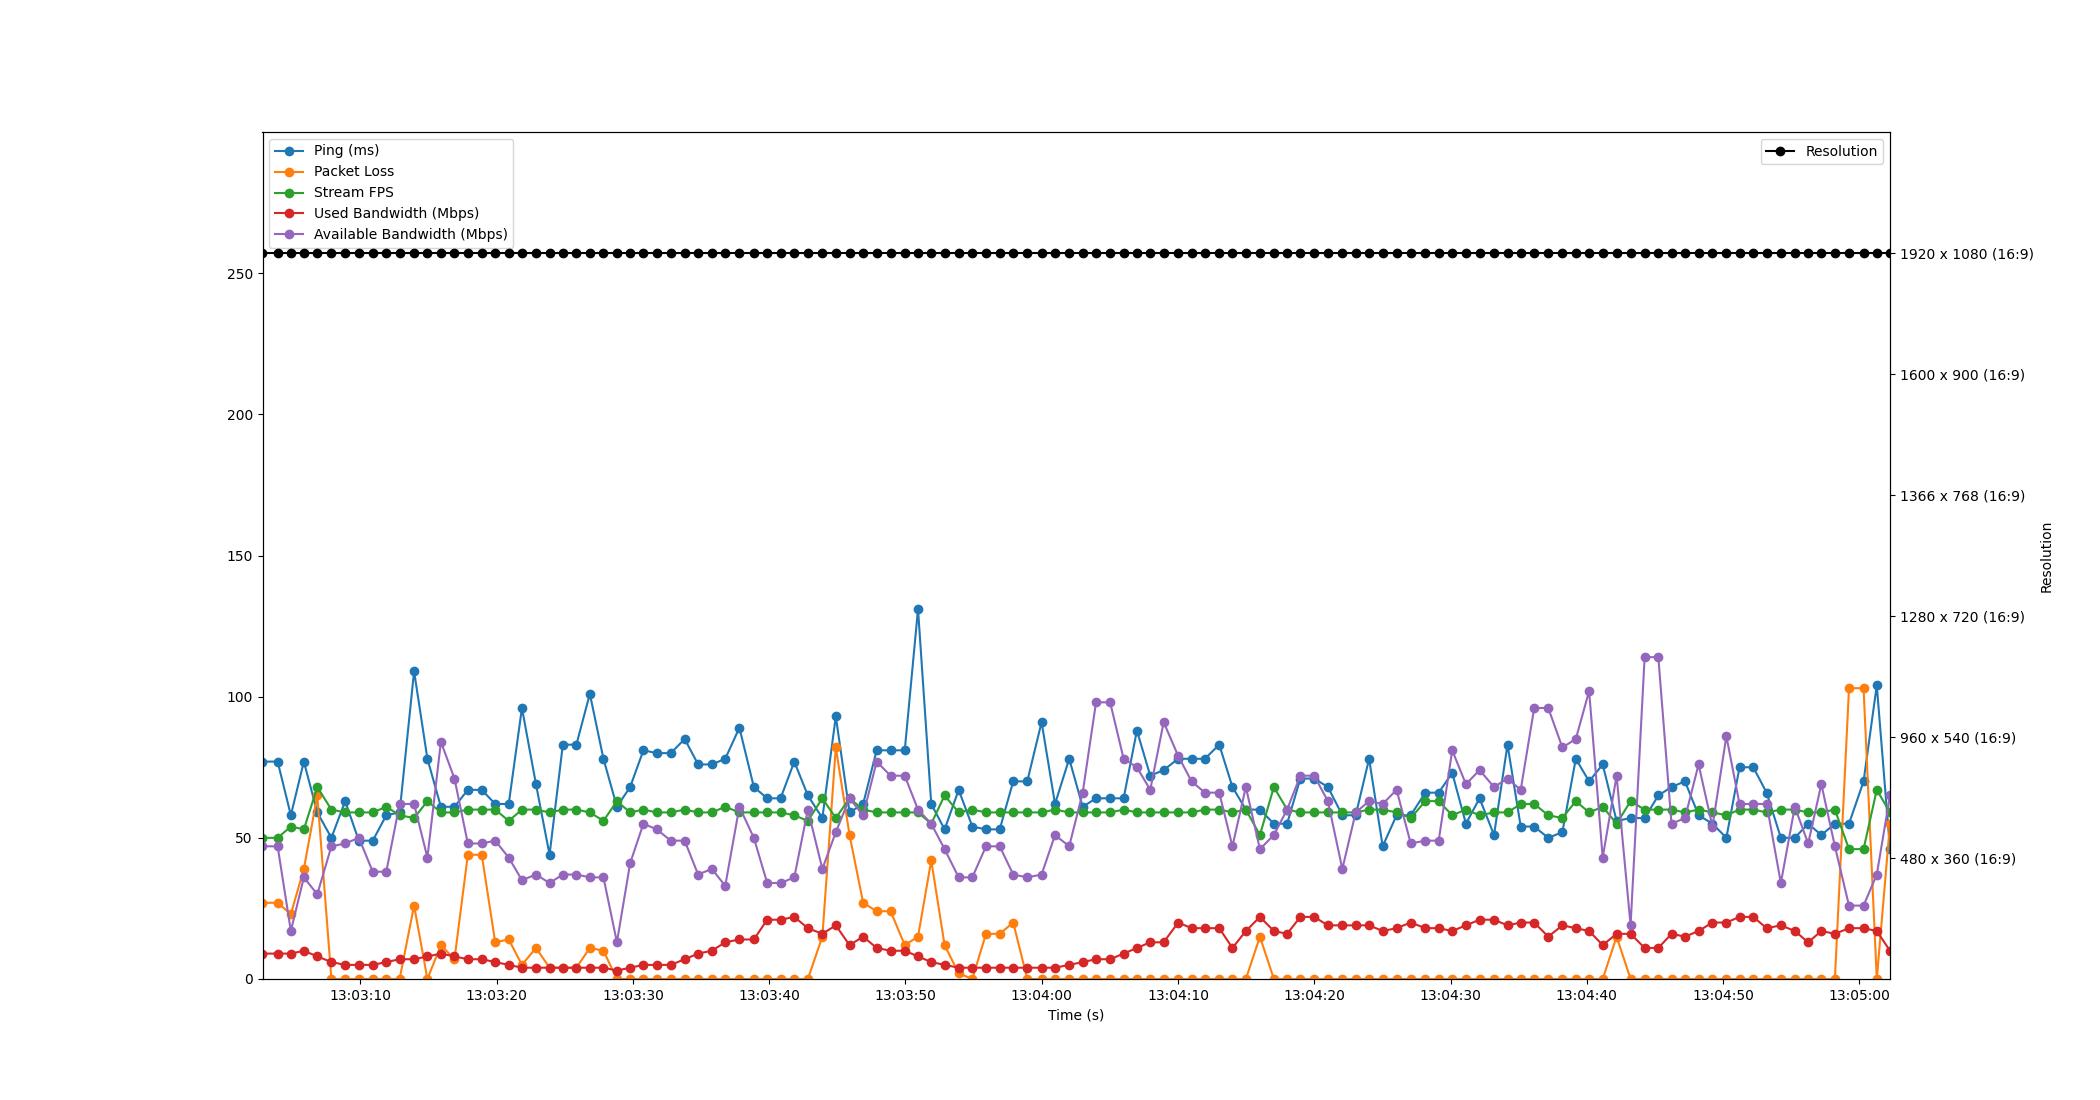 Ping (ms)
Packet Loss
Stream FPS
Used Bandwidth (Mbps)
Available Bandwidth (Mbps)
Resolution
250
200
150
100
50
0
1920 x 1080 (16:9)
1600 x 900 (16:9)
1366 x 768 (16:9)
1280 x 720 (16:9)
960 x 540 (16:9)
480 x 360 (16:9)
Resolution
13:03:10 13:03:20 13:03:30 13:03:40 13:03:50 13:04:00 13:04:10 13:04:20 13:04:30 13:04:40 13:04:50 13:05:00
Time (s)